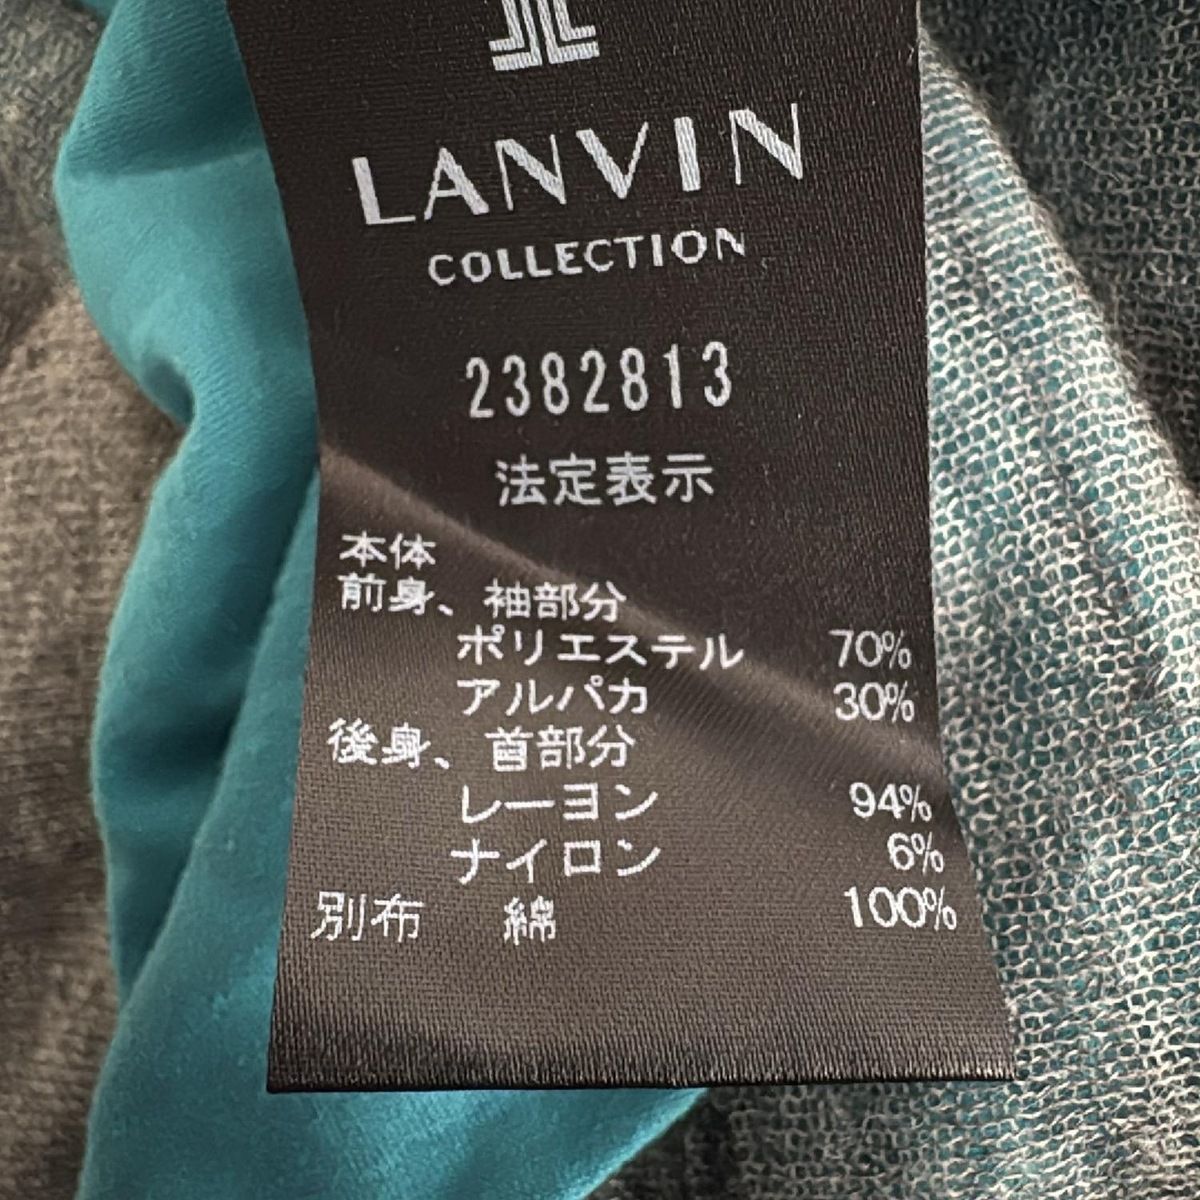 LANVIN
COLLECTION
2382813
法定表示
本体
前身、袖部分
ポリエステル 70%
アルパカ 30%
後身、首部分
レーヨン 94%
ナイロン 6%
別布 綿 100%